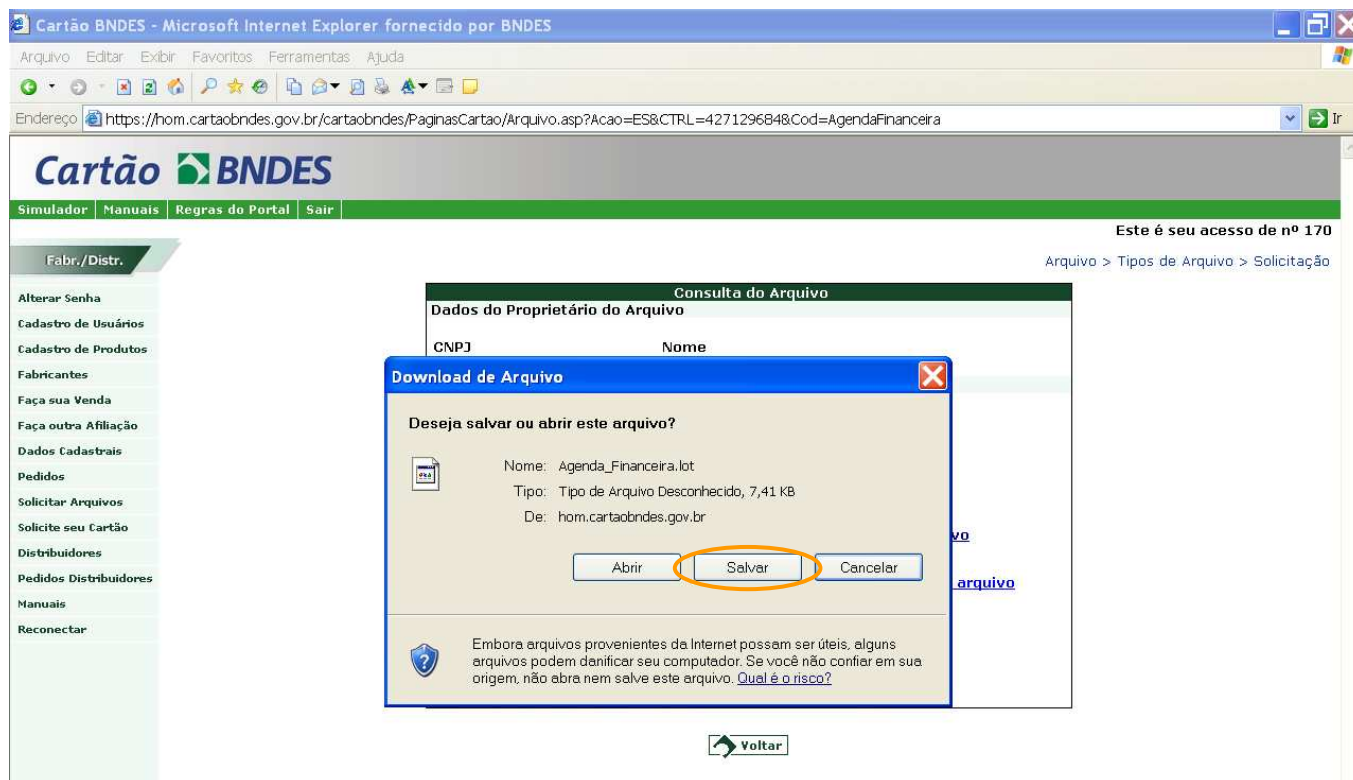 Cartão BNDES - Microsoft Internet Explorer fornecido por BNDES
Arquivo Editar Exibir Favoritos Ferramentas Ajuda
Endereço https://hom.cartaobndes.gov.br/cartaobndes/PaginasCartao/Arquivo.asp?Acao=ES&CTRL=427129684&Cod=AgendaFinanceira Ir
Cartão BNDES
Simulador Manuais Regras do Portal Sair
Este é seu acesso de nº 170
Fabr./Distr.
Arquivo > Tipos de Arquivo > Solicitação
Alterar Senha
Cadastro de Usuários
Cadastro de Produtos
Fabricantes
Faça sua Venda
Faça outra Afiliação
Dados Cadastrais
Pedidos
Solicitar Arquivos
Solicite seu Cartão
Distribuidores
Pedidos Distribuidores
Manuais
Reconectar
Consulta do Arquivo
Dados do Proprietário do Arquivo
CNPJ Nome
Download de Arquivo
Deseja salvar ou abrir este arquivo?
Nome: Agenda_Financeira.lot
Tipo: Tipo de Arquivo Desconhecido, 7,41 KB
De: hom.cartaobndes.gov.br
vo
Abrir Salvar Cancelar
arquivo
Embora arquivos provenientes da Internet possam ser úteis, alguns
arquivos podem danificar seu computador. Se você não confiar em sua
origem, não abra nem salve este arquivo. Qual é o risco?
Voltar